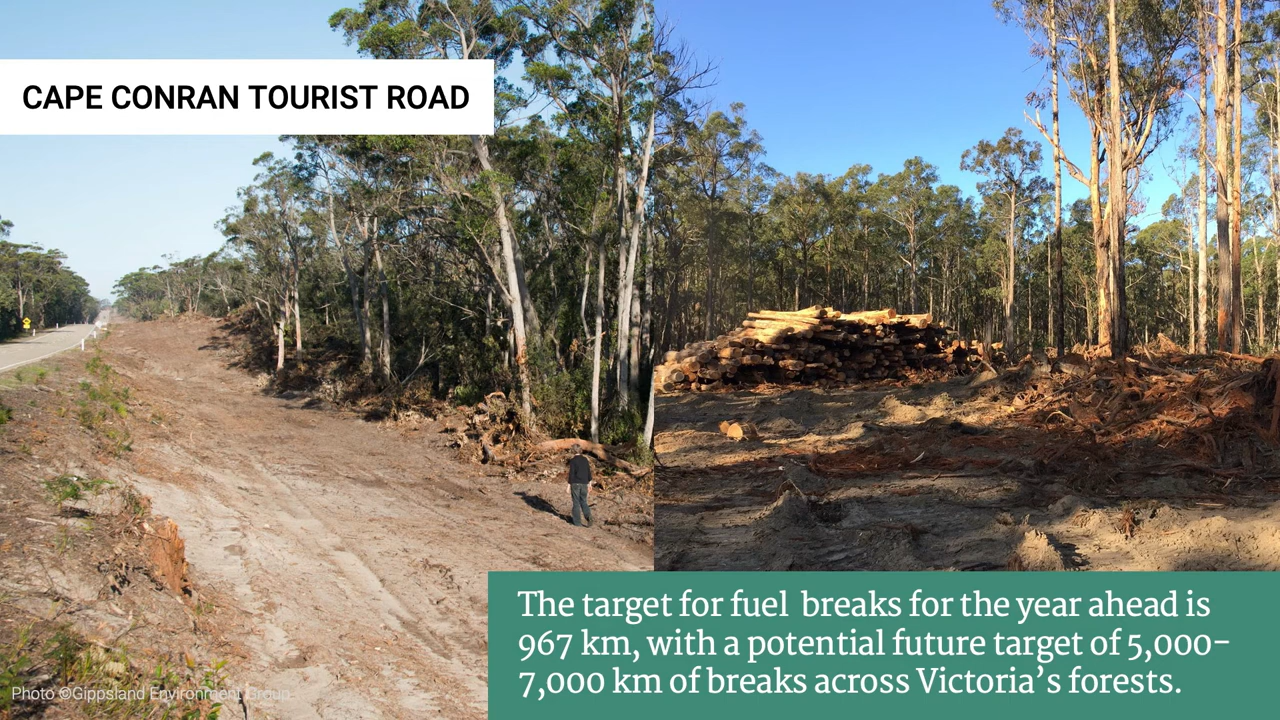 CAPE CONRAN TOURIST ROAD
The target for fuel breaks for the year ahead is
967 km, with a potential future target of 5,000–
7,000 km of breaks across Victoria’s forests.
Photo ©Gippsland Environment Group